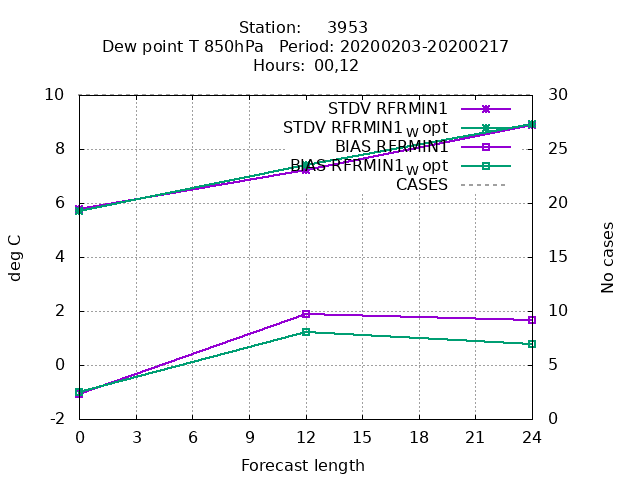 Station: 3953
Dew point T 850hPa Period: 20200203-20200217
Hours: 00,12
10 30
STDV RFRMIN1
STDV RFRMIN1_W opt
8 25
BIAS RFRMIN1
BIAS RFRMIN1_W opt
CASES
6 20
4 15
2 10
0 5
-2 0
deg C
No cases
0 3 6 9 12 15 18 21 24
Forecast length